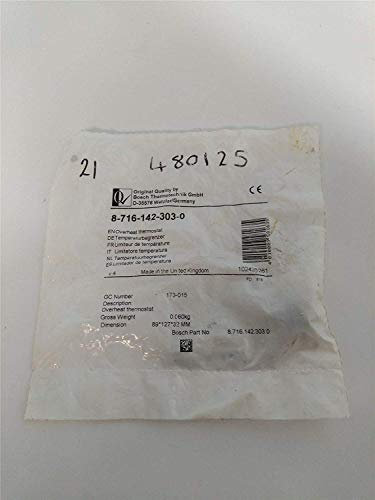 21 480125
Original Quality by
Bosch Thermotechnik GmbH
D-35576 Wetzlar/Germany
CE
8-716-142-303-0
EN Overheat thermostat
DE Temperaturbegrenzer
FR Limiteur de température
IT Limitatore temperatura
NL Temperatuurbegrenzer
ES Limitador de temperatura
Made in the United Kingdom
GC Number 173-015
Description
Overheat thermostat
Gross Weight 0.060kg
Dimension 89*127*32 MM
Bosch Part No 8.716.142.303.0